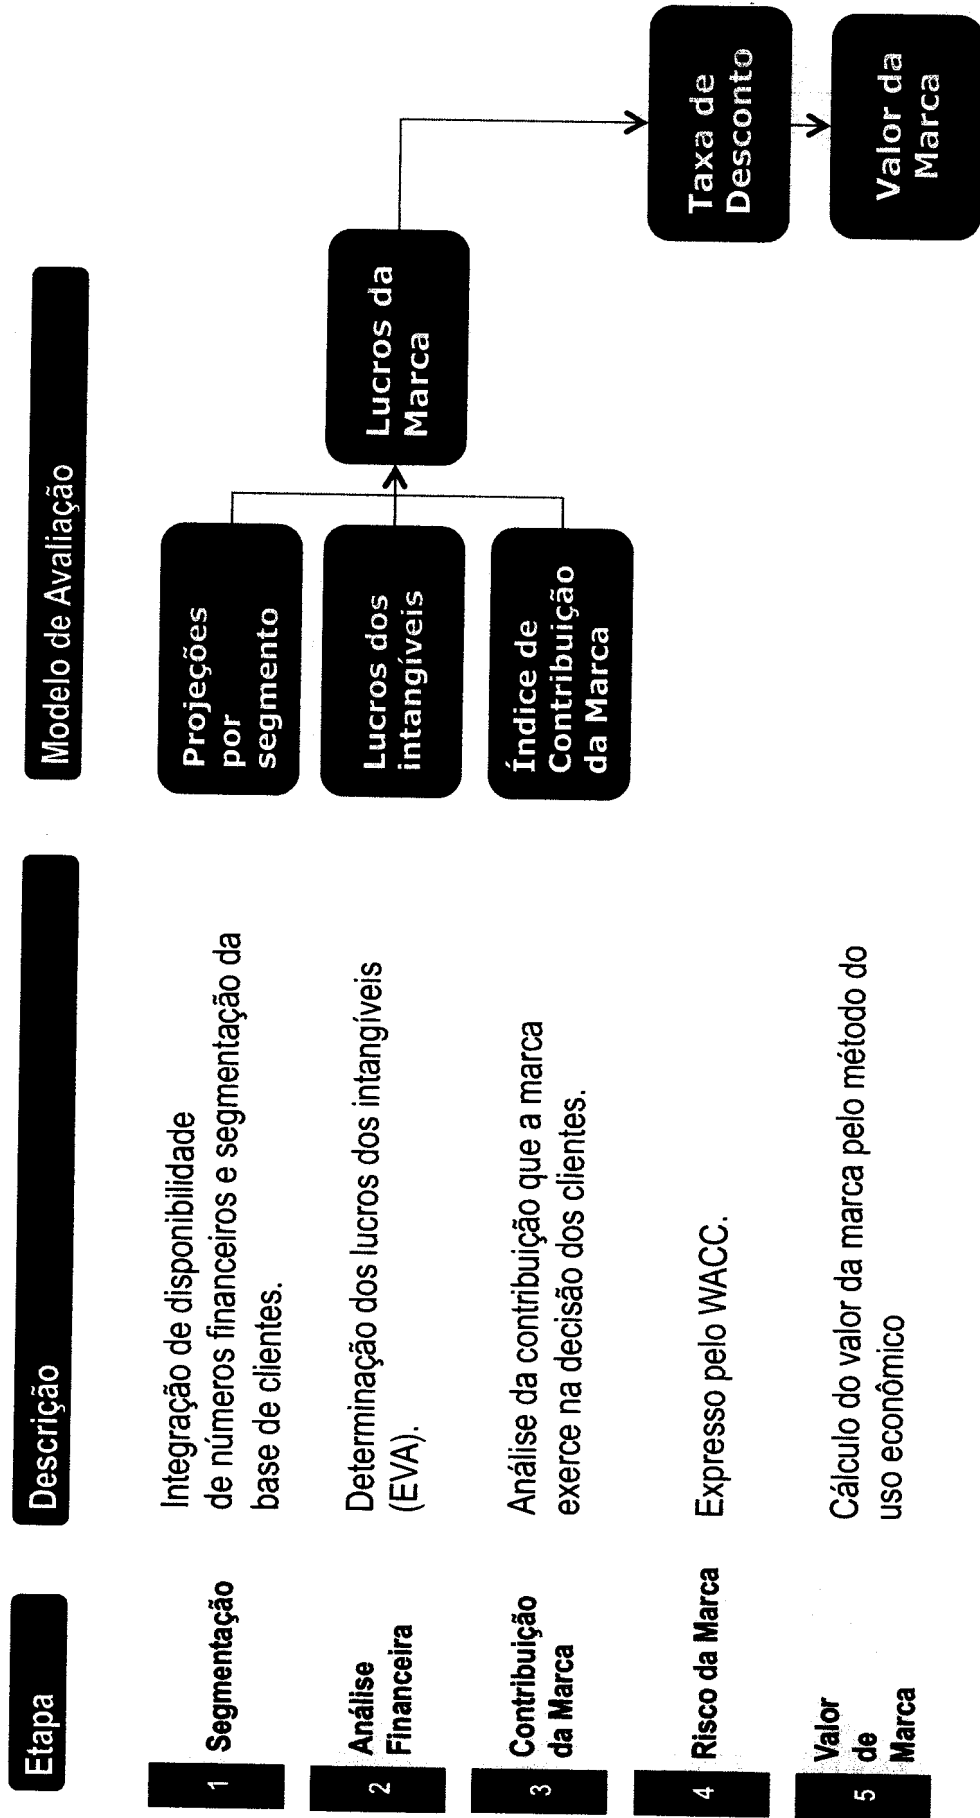 Etapa
Descrição
Modelo de Avaliação
1
Segmentação
Integração de disponibilidade
de números financeiros e segmentação da
base de clientes.
Projeções
por
segmento
2
Análise
Financeira
Determinação dos lucros dos intangíveis
(EVA).
Lucros dos
intangíveis
Lucros da
Marca
3
Contribuição
da Marca
Análise da contribuição que a marca
exerce na decisão dos clientes.
Índice de
Contribuição
da Marca
4
Risco da Marca
Expresso pelo WACC.
Taxa de
Desconto
5
Valor
de
Marca
Cálculo do valor da marca pelo método do
uso econômico
Valor da
Marca